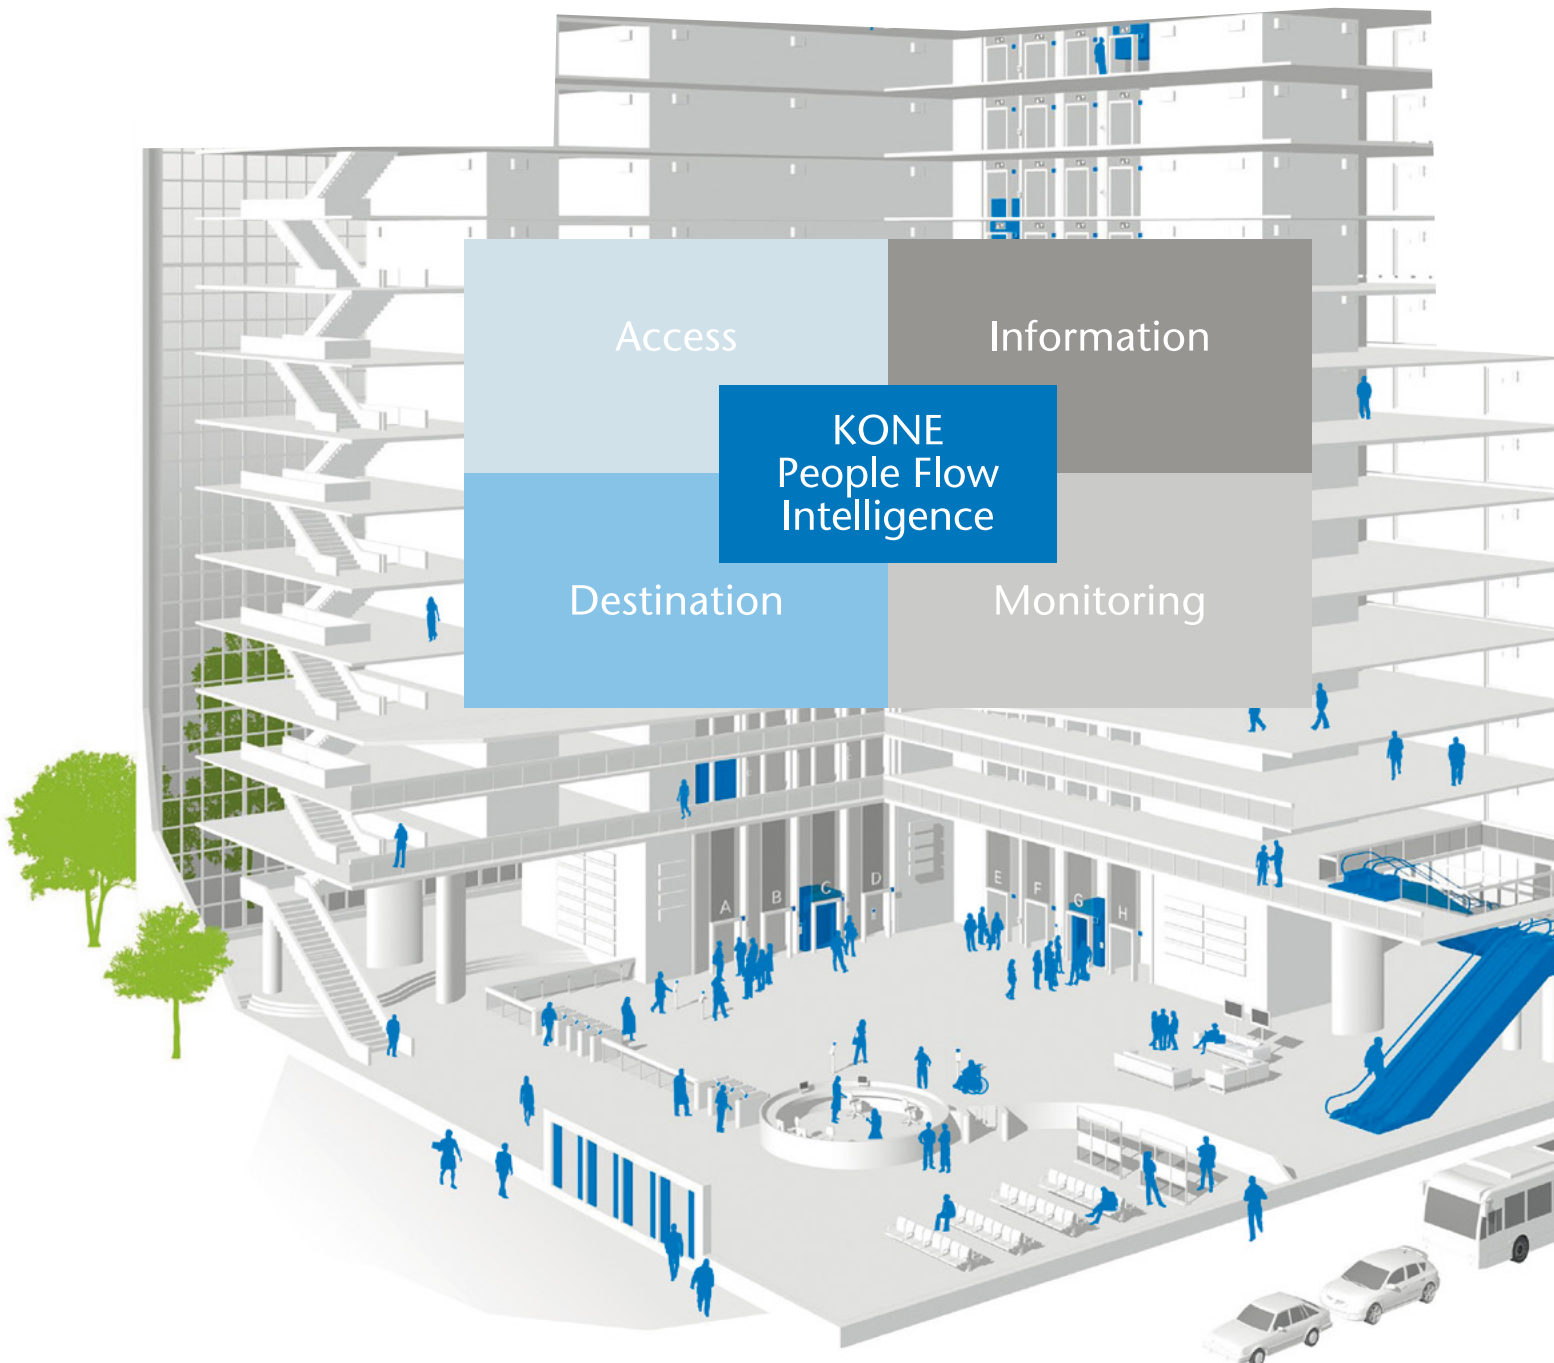 Access
Information
KONE
People Flow
Intelligence
Destination
Monitoring
A
B
C
D
E
F
G
H